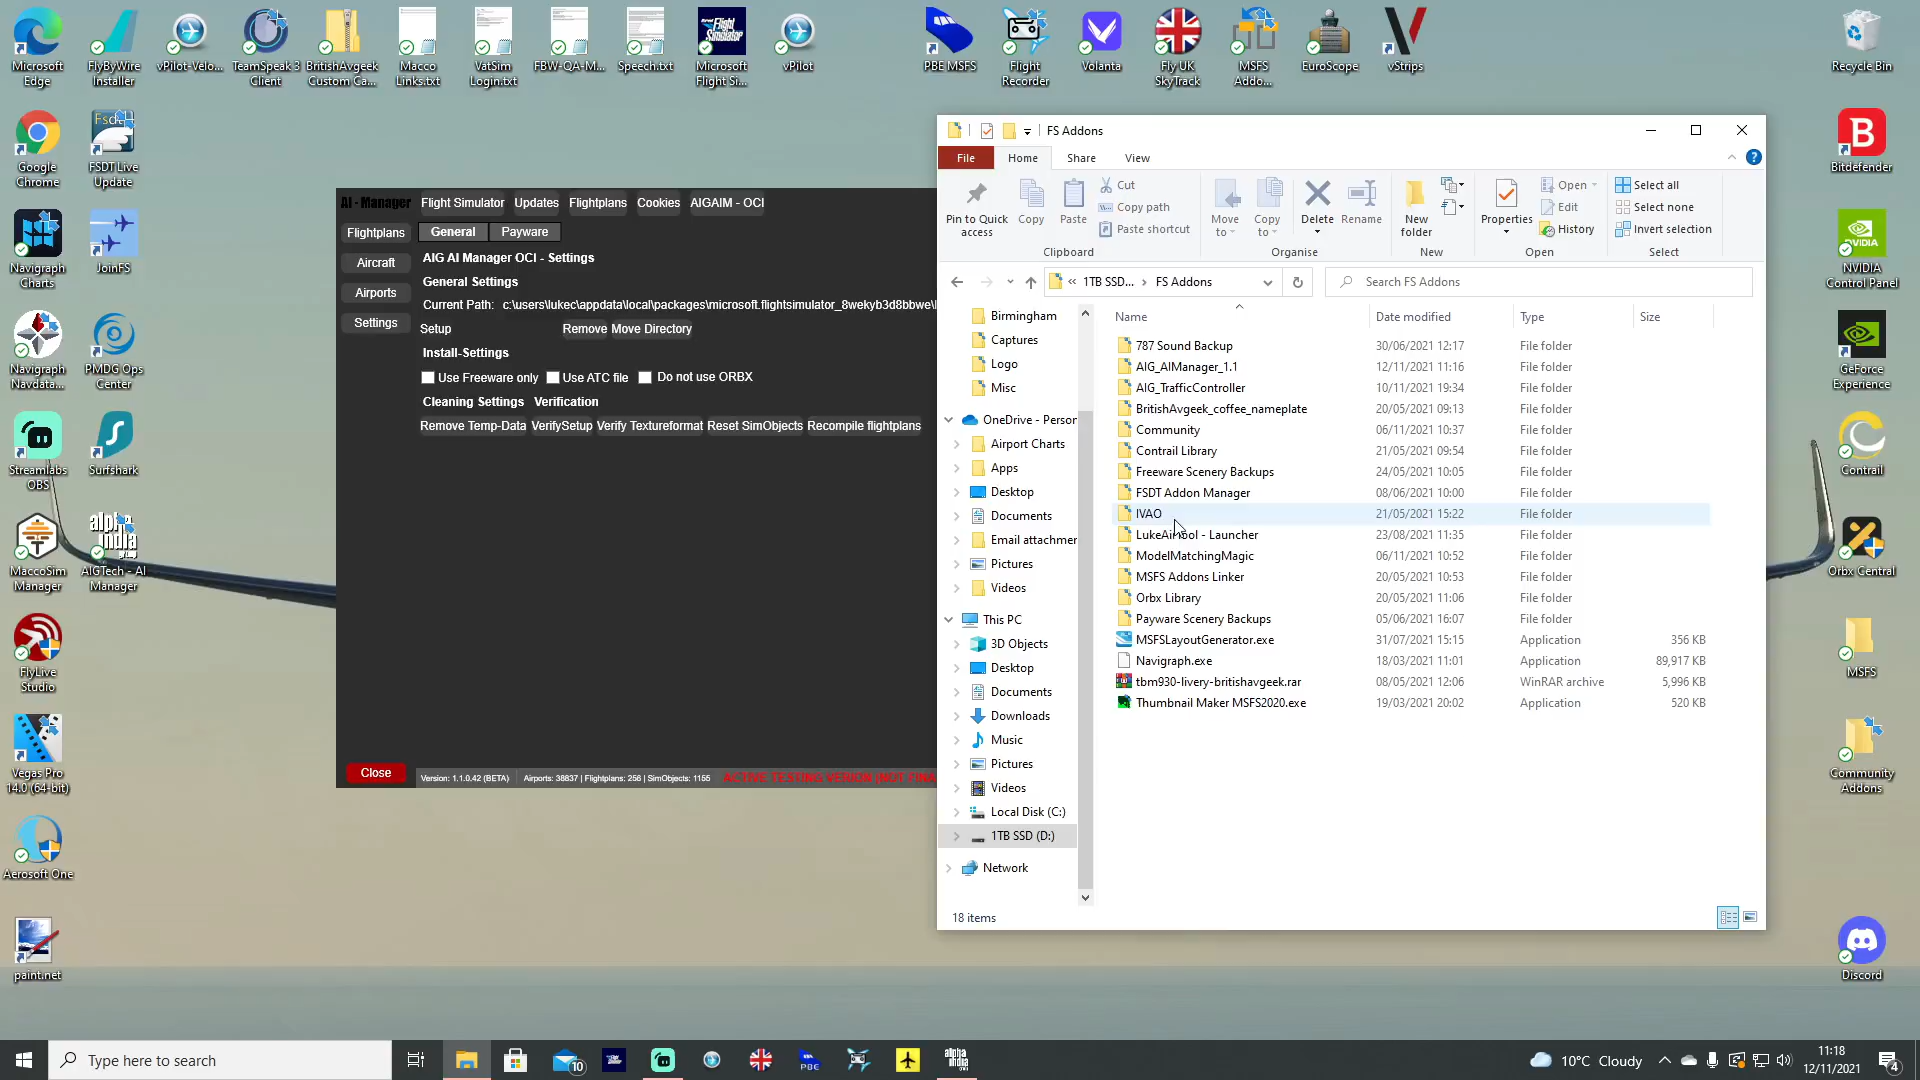 Microsoft Edge
FlyByWire Installer
vPilot-Velo...
TeamSpeak 3 Client
BritishAvgeek Custom Ca...
Macco Links.txt
VatSim Login.txt
FBW-QA-M...
Speech.txt
Microsoft Flight Si...
vPilot
PBE MSFS
Flight Recorder
Volanta
Fly UK SkyTrack
MSFS Addo...
EuroScope
vStrips
Recycle Bin
Google Chrome
FSDT Live Update
Bitdefender
Navigraph Charts
JoinFS
NVIDIA Control Panel
Navigraph Navdata...
PMDG Ops Center
GeForce Experience
Streamlabs OBS
Surfshark
Contrail
MaccoSim Manager
AIGTech - AI Manager
Orbx Central
FlyLive Studio
MSFS
Vegas Pro 14.0 (64-bit)
Community Addons
Aerosoft One
paint.net
Discord
AI - Manager
Flight Simulator
Updates
Flightplans
Cookies
AIGAIM - OCI
Flightplans
General
Payware
Aircraft
Airports
Settings
AIG AI Manager OCI - Settings
General Settings
Current Path: c:\users\lukec\appdata\local\packages\microsoft.flightsimulator_8wekyb3d8bbwe\
Setup
Remove
Move Directory
Install-Settings
Use Freeware only
Use ATC file
Do not use ORBX
Cleaning Settings
Verification
Remove Temp-Data
VerifySetup
Verify Textureformat
Reset SimObjects
Recompile flightplans
Close
Version: 1.1.0.42 (BETA)
Airports: 38837 | Flightplans: 256 | SimObjects: 1155
ACTIVE TESTING VERSION (NOT FINA
FS Addons
File
Home
Share
View
Pin to Quick access
Copy
Paste
Cut
Copy path
Paste shortcut
Clipboard
Move to
Copy to
Delete
Rename
Organise
New folder
New
Properties
Open
Edit
History
Open
Select all
Select none
Invert selection
Select
« 1TB SSD... › FS Addons
Search FS Addons
Birmingham
Captures
Logo
Misc
OneDrive - Person
Airport Charts
Apps
Desktop
Documents
Email attachmen
Pictures
Videos
This PC
3D Objects
Desktop
Documents
Downloads
Music
Pictures
Videos
Local Disk (C:)
1TB SSD (D:)
Network
Name Date modified Type Size
787 Sound Backup 30/06/2021 12:17 File folder
AIG_AIManager_1.1 12/11/2021 11:16 File folder
AIG_TrafficController 10/11/2021 19:34 File folder
BritishAvgeek_coffee_nameplate 20/05/2021 09:13 File folder
Community 06/11/2021 10:37 File folder
Contrail Library 21/05/2021 09:54 File folder
Freeware Scenery Backups 24/05/2021 10:05 File folder
FSDT Addon Manager 08/06/2021 10:00 File folder
IVAO 21/05/2021 15:22 File folder
23/08/2021 11:35 File folder
ModelMatchingMagic 06/11/2021 10:52 File folder
MSFS Addons Linker 20/05/2021 10:53 File folder
Orbx Library 20/05/2021 11:06 File folder
Payware Scenery Backups 05/06/2021 16:07 File folder
MSFSLayoutGenerator.exe 31/07/2021 15:15 Application 356 KB
Navigraph.exe 18/03/2021 11:01 Application 89,917 KB
tbm930-livery-britishavgeek.rar 08/05/2021 12:06 WinRAR archive 5,996 KB
Thumbnail Maker MSFS2020.exe 19/03/2021 20:02 Application 520 KB
18 items
Type here to search
10
10°C Cloudy
11:18
12/11/2021
4